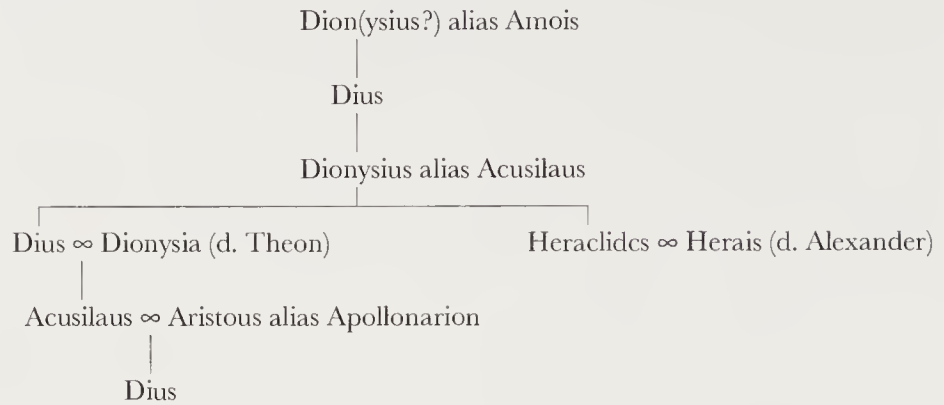 Dion(ysius?) alias Amois
Dius
Dionysius alias Acusilaus
Dius ∞ Dionysia (d. Theon) Heraclides ∞ Herais (d. Alexander)
Acusilaus ∞ Aristous alias Apollonarion
Dius